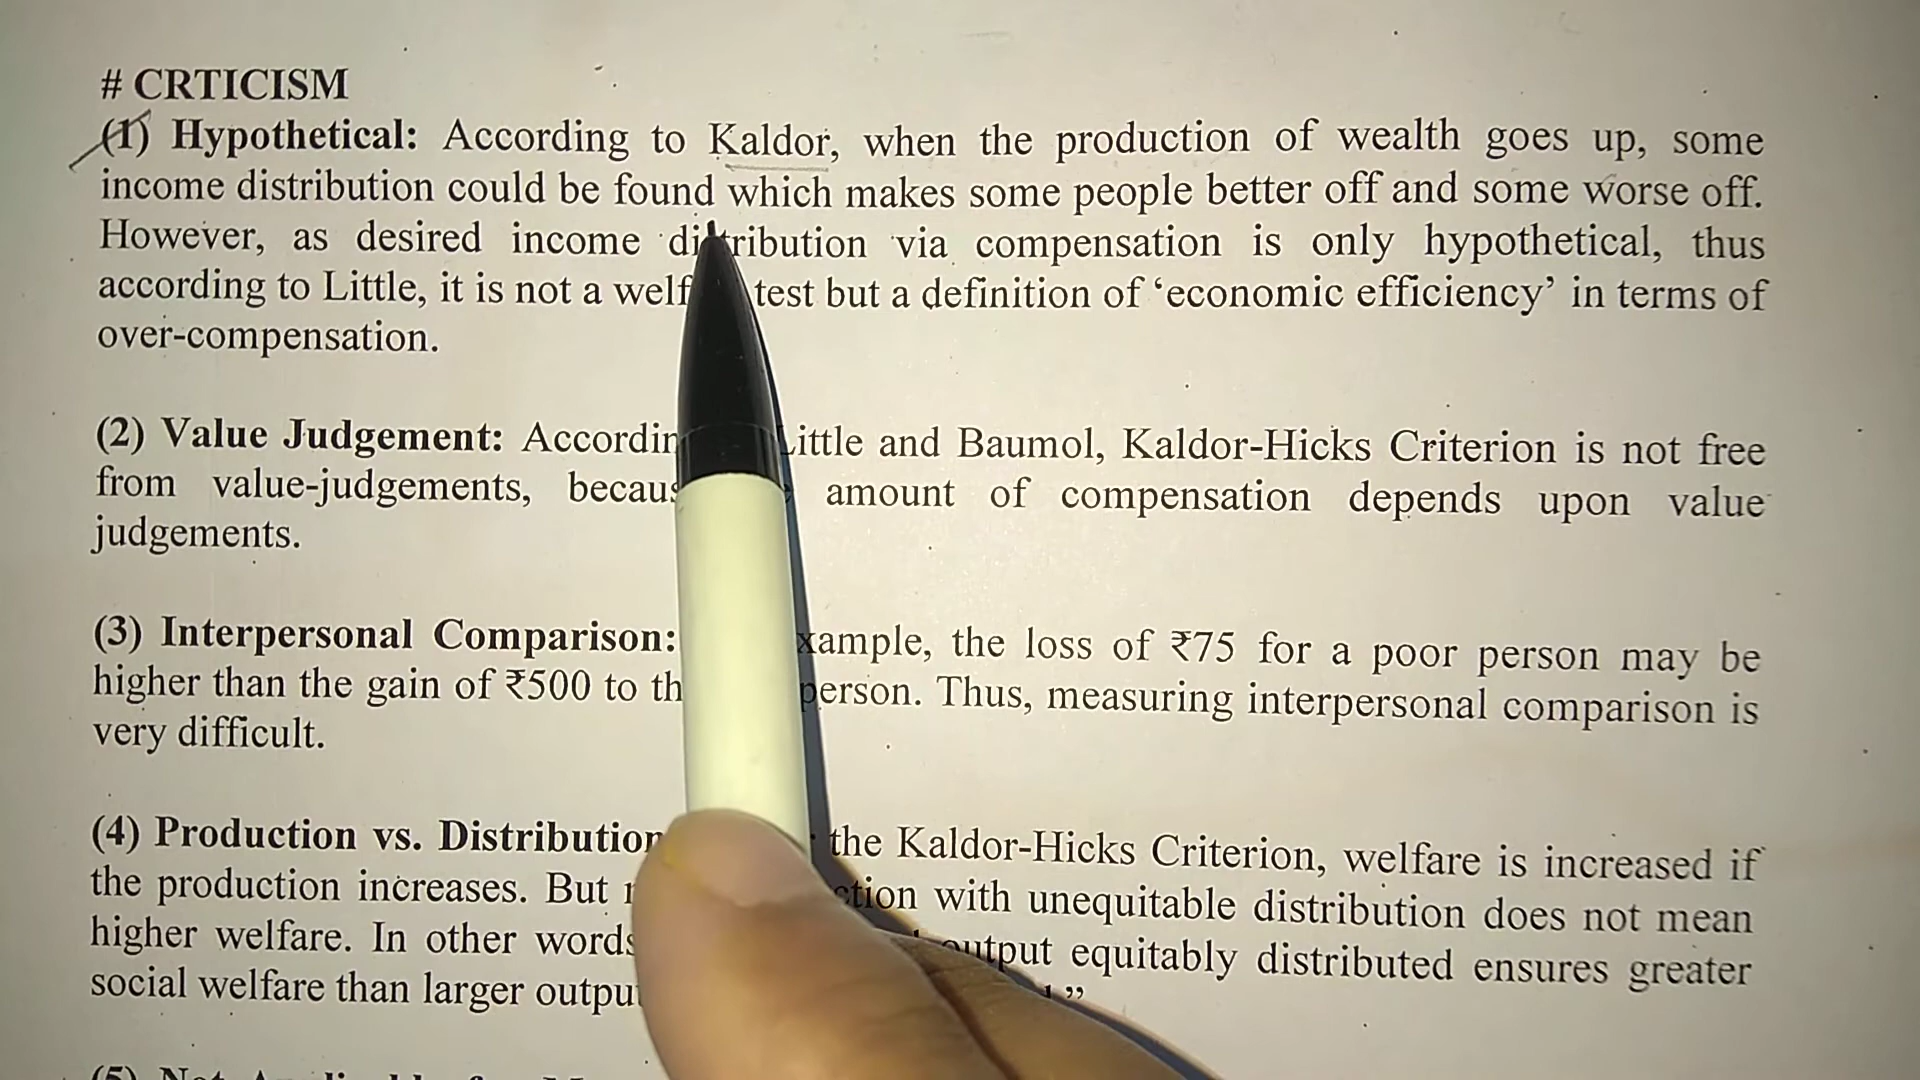 # CRTICISM
(1) Hypothetical: According to Kaldor, when the production of wealth goes up, some
income distribution could be found which makes some people better off and some worse off.
However, as desired income distribution via compensation is only hypothetical, thus
according to Little, it is not a test but a definition of ‘economic efficiency’ in terms of
over-compensation.
(2) Value Judgement: Little and Baumol, Kaldor-Hicks Criterion is not free
from value-judgements, amount of compensation depends upon value
judgements.
(3) Interpersonal Comparison: the loss of ₹75 for a poor person may be
higher than the gain of ₹500 to person. Thus, measuring interpersonal comparison is
very difficult.
(4) Production vs. Distribution the Kaldor-Hicks Criterion, welfare is increased if
the production increases. But with unequitable distribution does not mean
higher welfare. In other words output equitably distributed ensures greater
social welfare than larger ”
(5)